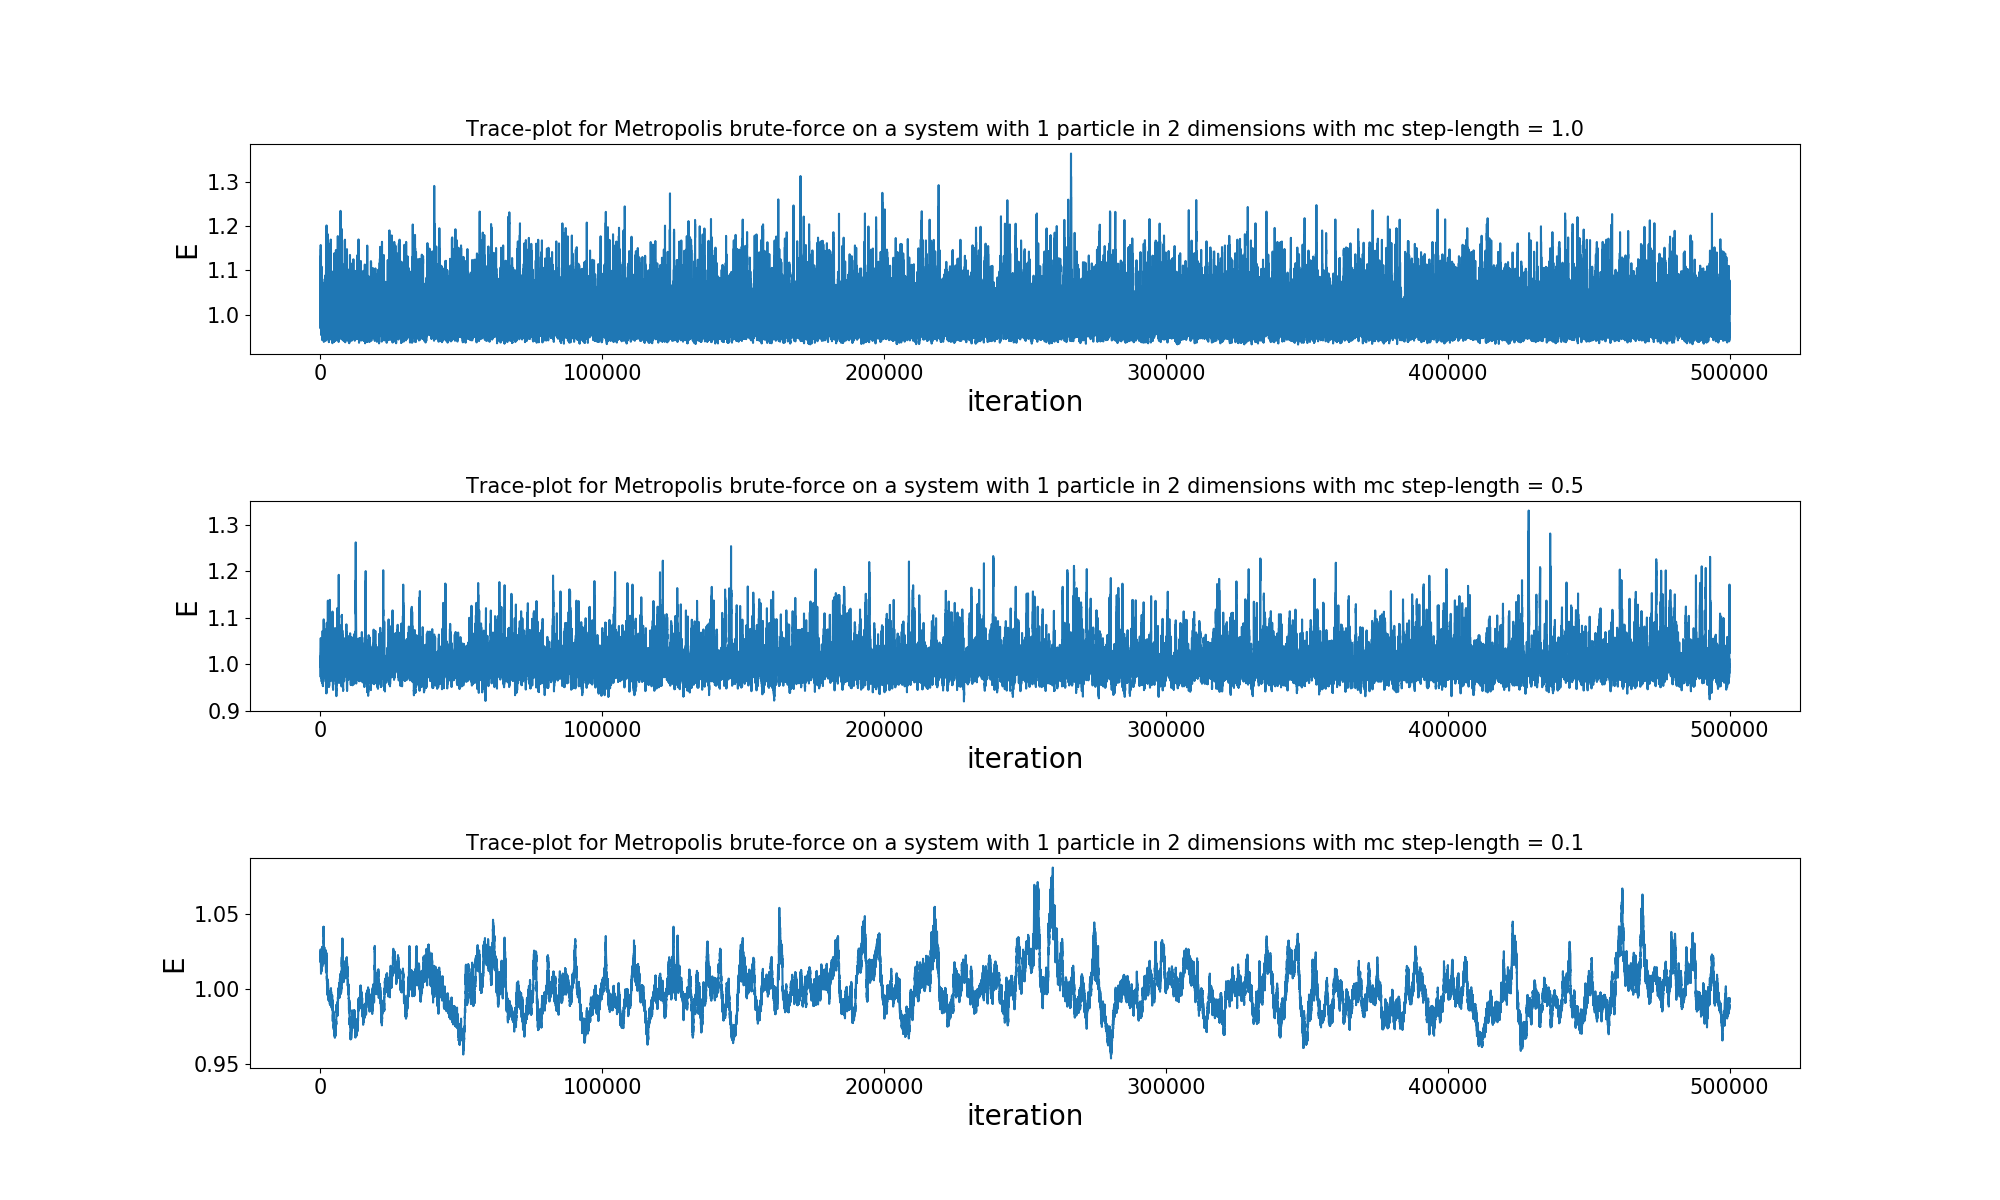 Trace-plot for Metropolis brute-force on a system with 1 particle in 2 dimensions with mc step-length = 1.0
1.3
1.2
1.1
1.0
E
0 100000 200000 300000 400000 500000
iteration
Trace-plot for Metropolis brute-force on a system with 1 particle in 2 dimensions with mc step-length = 0.5
1.3
1.2
1.1
1.0
0.9
E
0 100000 200000 300000 400000 500000
iteration
Trace-plot for Metropolis brute-force on a system with 1 particle in 2 dimensions with mc step-length = 0.1
1.05
1.00
0.95
E
0 100000 200000 300000 400000 500000
iteration